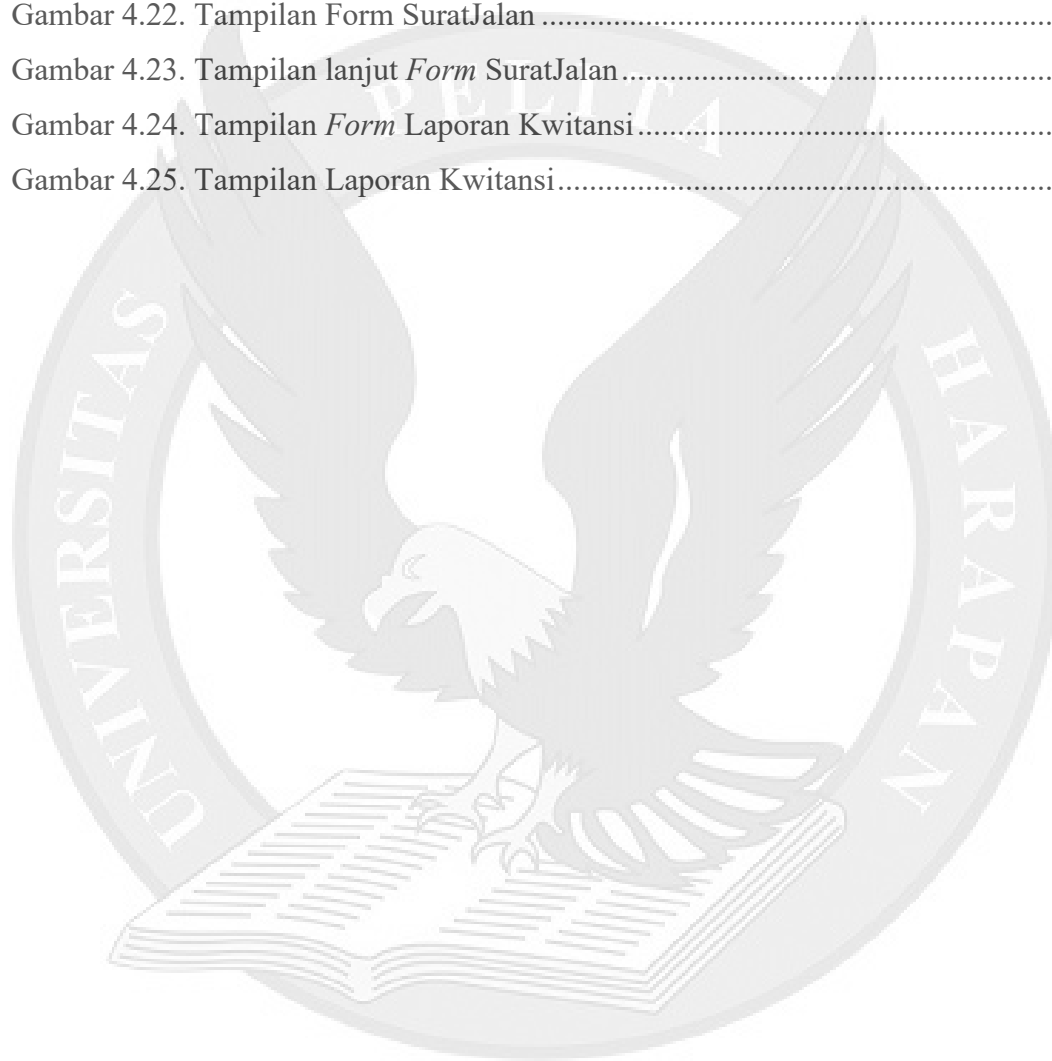 Gambar 4.22. Tampilan Form SuratJalan ......................................................
Gambar 4.23. Tampilan lanjut Form SuratJalan.............................................
Gambar 4.24. Tampilan Form Laporan Kwitansi............................................
Gambar 4.25. Tampilan Laporan Kwitansi....................................................
UNIVERSITAS PELITA HARAPAN